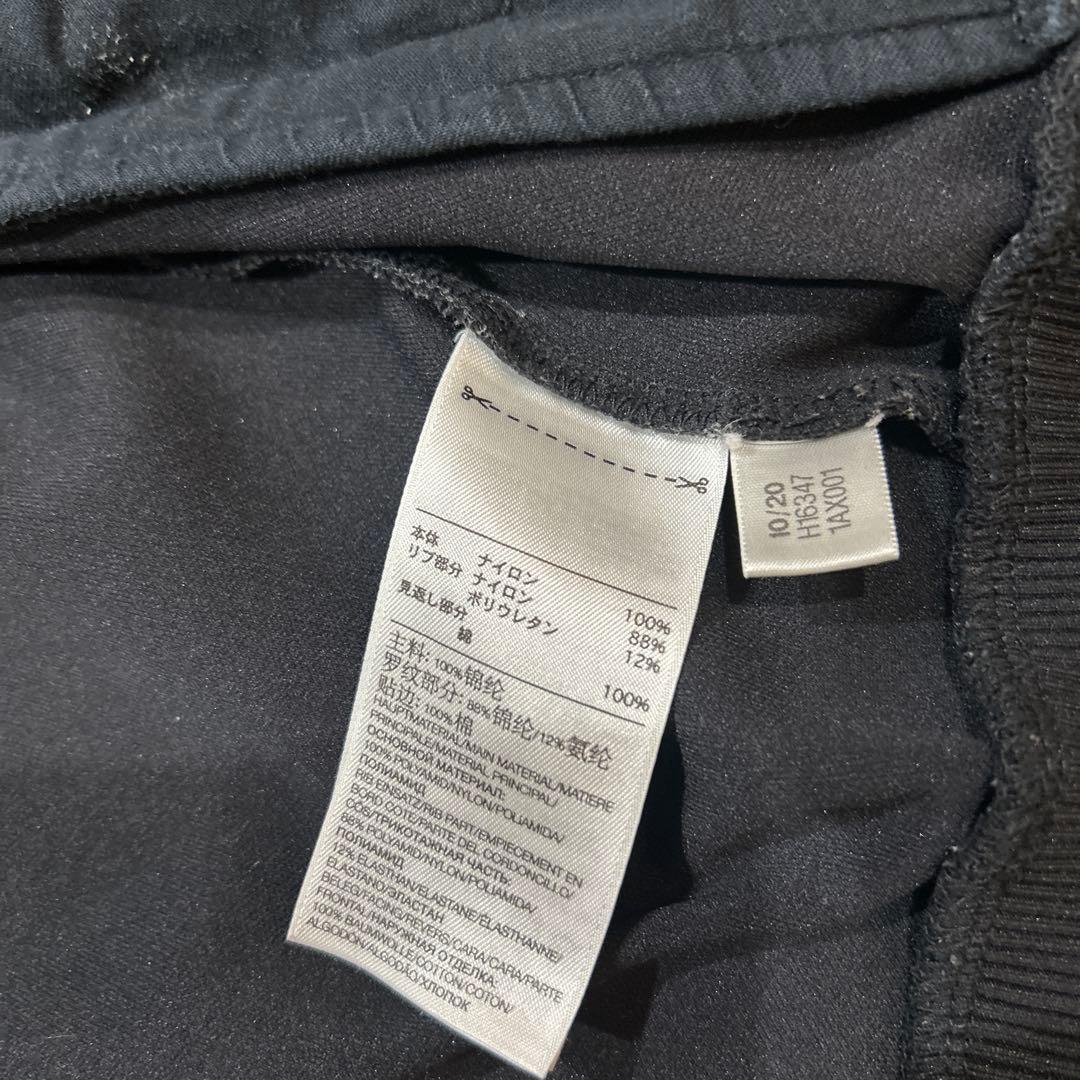 本体 ナイロン 100%
リブ部分 ナイロン 88%
ポリウレタン 12%
見返し部分
綿 100%
主料: 100%锦纶
罗纹部分: 88%锦纶/12%氨纶
贴边: 100%棉
HAUPTMATERIAL/MAIN MATERIAL/MATIERE
PRINCIPALE/MATERIAL PRINCIPAL/
ОСНОВНОЙ МАТЕРИАЛ:
100% POLYAMID/NYLON/POLIAMIDA/
ПОЛИАМИД
RIB EINSATZ/RIB PART/EMPIECEMENT EN
BORD COTE/PARTE DEL CORDONCILLO/
CÓS/ТРИКОТАЖНАЯ ЧАСТЬ:
88% POLYAMID/NYLON/POLIAMIDA/
ПОЛИАМИД
12% ELASTHAN/ELASTANE/ÉLASTHANNE/
ELASTANO/ЭЛАСТАН
BELEG/FACING/REVERS/CARA/CAPA/PARTE
FRONTAL/НАРУЖНАЯ ОТДЕЛКА:
100% BAUMWOLLE/COTTON/COTON/
ALGODÓN/ALGODÃO/ХЛОПОК
10/20
H16347
1AX001